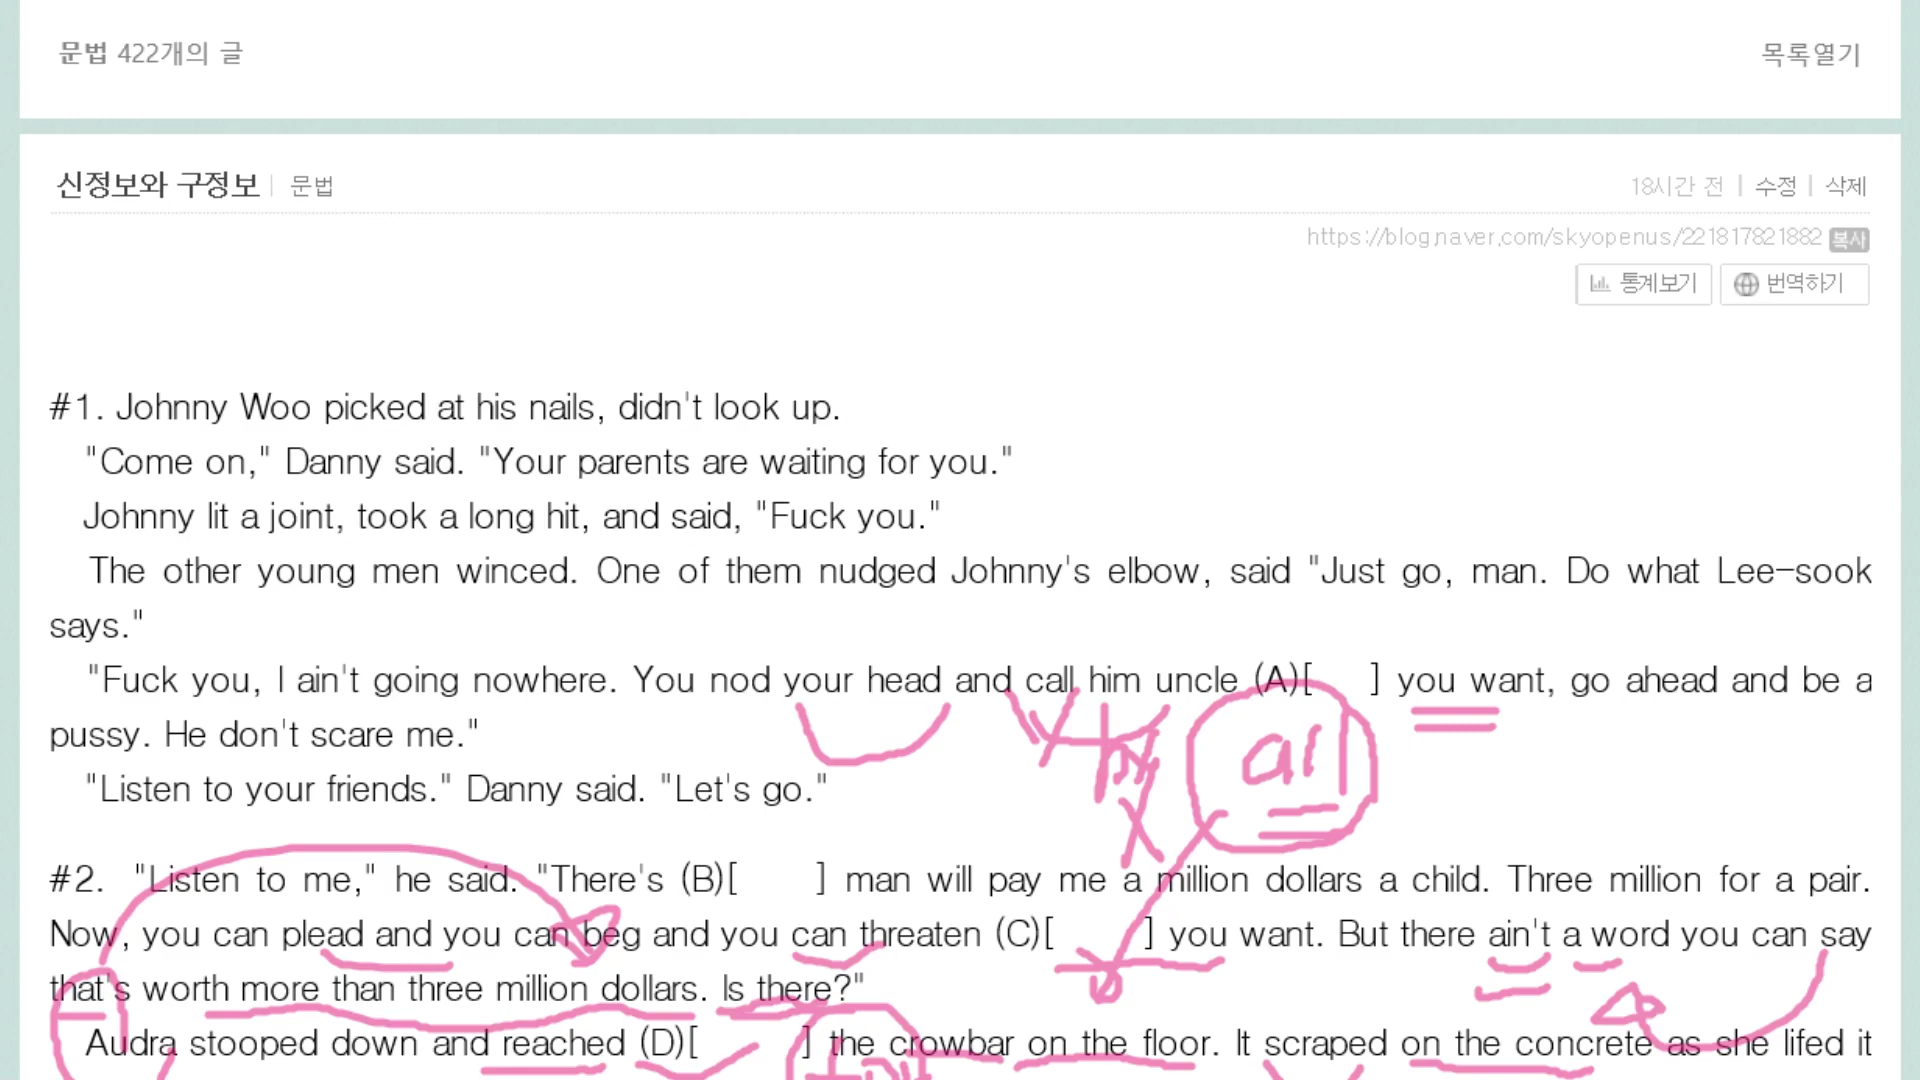 문법 422개의 글
목록열기
신정보와 구정보 | 문법
18시간 전 | 수정 | 삭제
https://blog.naver.com/skyopenus/221817821882 복사
통계보기 번역하기
#1. Johnny Woo picked at his nails, didn't look up.
"Come on," Danny said. "Your parents are waiting for you."
Johnny lit a joint, took a long hit, and said, "Fuck you."
The other young men winced. One of them nudged Johnny's elbow, said "Just go, man. Do what Lee-sook
says."
"Fuck you, I ain't going nowhere. You nod your head and call him uncle (A)[ ] you want, go ahead and be a
pussy. He don't scare me."
"Listen to your friends." Danny said. "Let's go."
al
#2. "Listen to me," he said. "There's (B)[ ] man will pay me a million dollars a child. Three million for a pair.
Now, you can plead and you can beg and you can threaten (C)[ ] you want. But there ain't a word you can say
that's worth more than three million dollars. Is there?"
Audra stooped down and reached (D)[ ] the crowbar on the floor. It scraped on the concrete as she lifed it